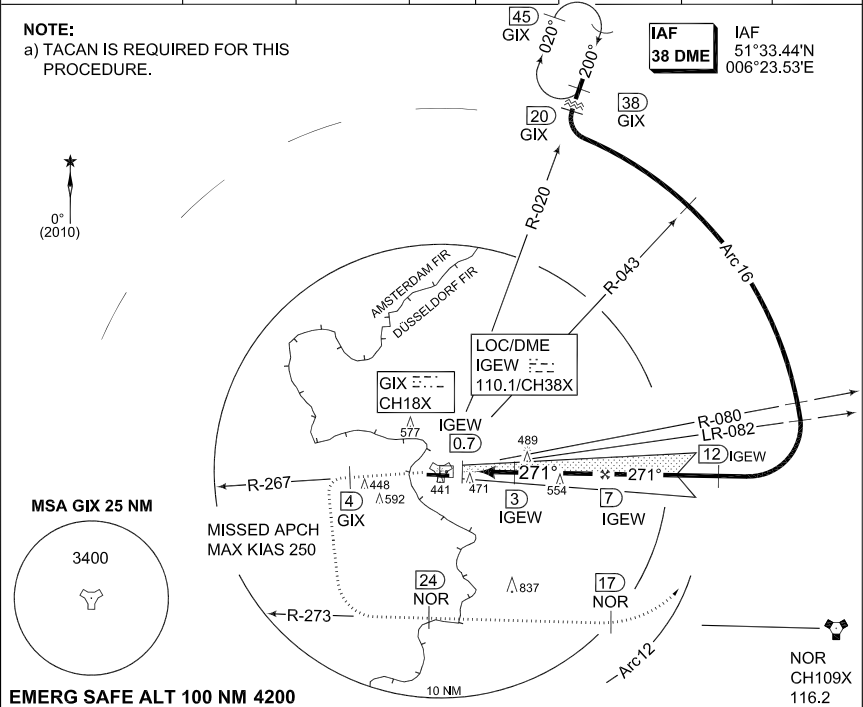 NOTE:
a) TACAN IS REQUIRED FOR THIS
PROCEDURE.
45
GIX
020°
200°
IAF
38 DME
IAF
51°33.44'N
006°23.53'E
20
GIX
38
GIX
0°
(2010)
R-020
R-043
Arc 16
AMSTERDAM FIR
DÜSSELDORF FIR
LOC/DME
IGEW
110.1/CH38X
GIX
CH18X
577
IGEW
0.7
489
R-080
LR-082
12 IGEW
271°
271°
R-267
448
592
441
471
554
4
GIX
3
IGEW
7
IGEW
MSA GIX 25 NM
3400
MISSED APCH
MAX KIAS 250
24
NOR
837
17
NOR
R-273
Arc12
NOR
CH109X
116.2
10 NM
EMERG SAFE ALT 100 NM 4200